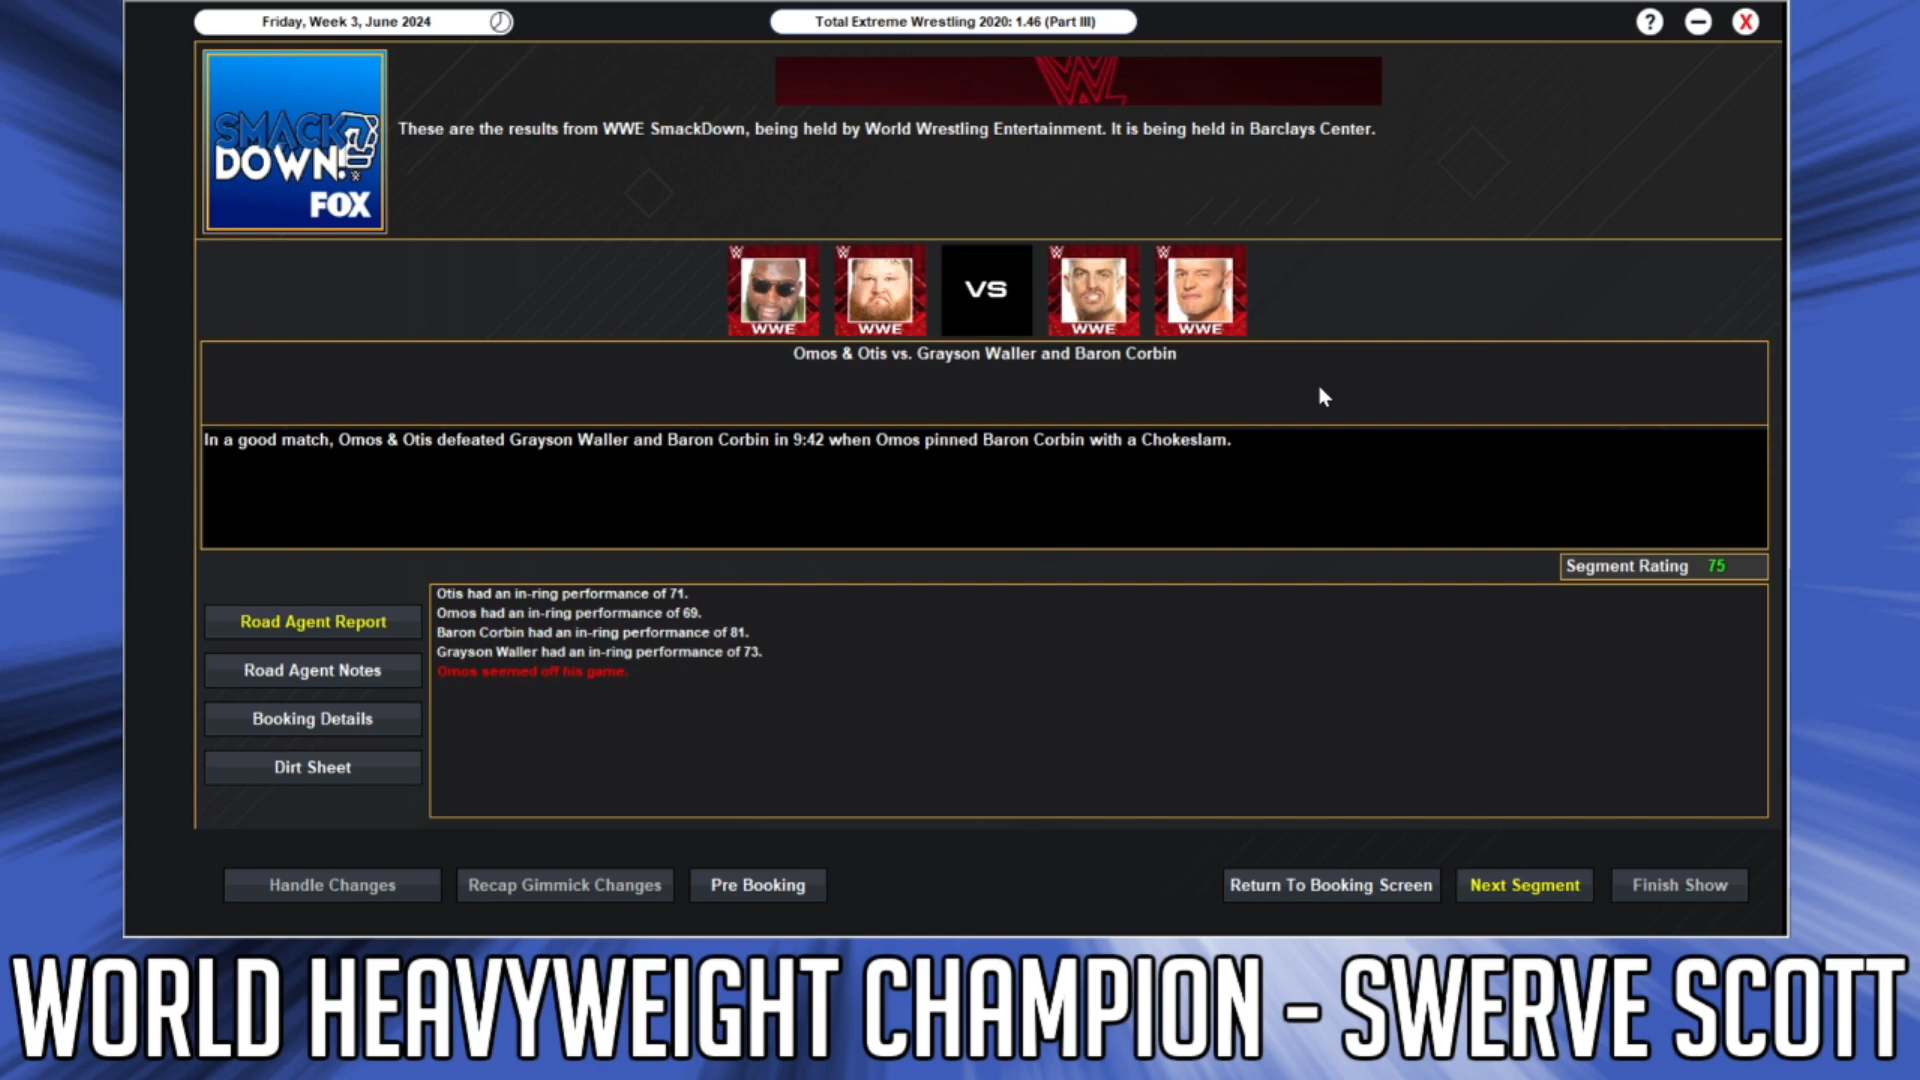 Friday, Week 3, June 2024
Total Extreme Wrestling 2020: 1.46 (Part III)
?
X
SMACK
DOWN!
FOX
These are the results from WWE SmackDown, being held by World Wrestling Entertainment. It is being held in Barclays Center.
WWE
WWE
VS
WWE
WWE
Omos & Otis vs. Grayson Waller and Baron Corbin
In a good match, Omos & Otis defeated Grayson Waller and Baron Corbin in 9:42 when Omos pinned Baron Corbin with a Chokeslam.
Segment Rating 75
Otis had an in-ring performance of 71.
Omos had an in-ring performance of 69.
Baron Corbin had an in-ring performance of 81.
Grayson Waller had an in-ring performance of 73.
Omos seemed off his game.
Road Agent Report
Road Agent Notes
Booking Details
Dirt Sheet
Handle Changes
Recap Gimmick Changes
Pre Booking
Return To Booking Screen
Next Segment
Finish Show
WORLD HEAVYWEIGHT CHAMPION - SWERVE SCOTT